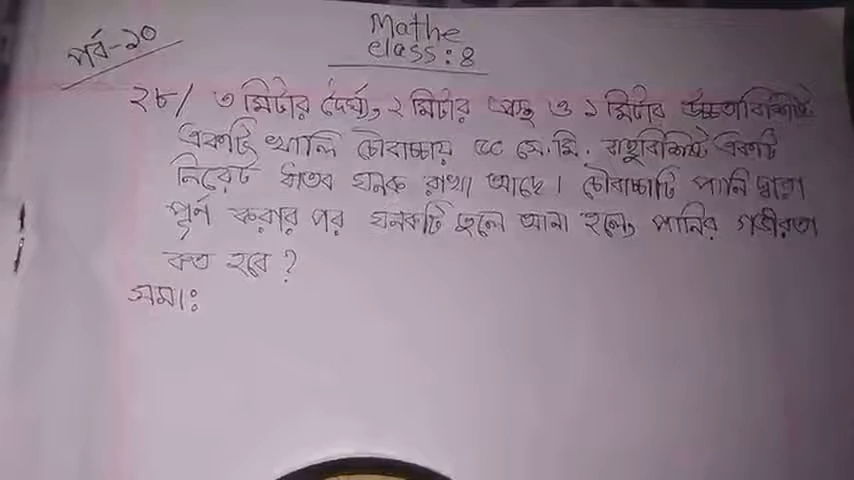 পর্ব-১০
Mathe
class: 8
২৮/ ৩ মিটার দৈর্ঘ্য, ২ মিটার প্রস্থ ও ১ মিটার উচ্চতাবিশিষ্ট
একটি খালি চৌবাচ্চায় ৫০ সে.মি. বাহুবিশিষ্ট একটি
নিরেট ধাতব ঘনক রাখা আছে। চৌবাচ্চাটি পানি দ্বারা
পূর্ণ করার পর ঘনকটি তুলে আনা হলে, পানির গভীরতা
কত হবে?
সমাঃ